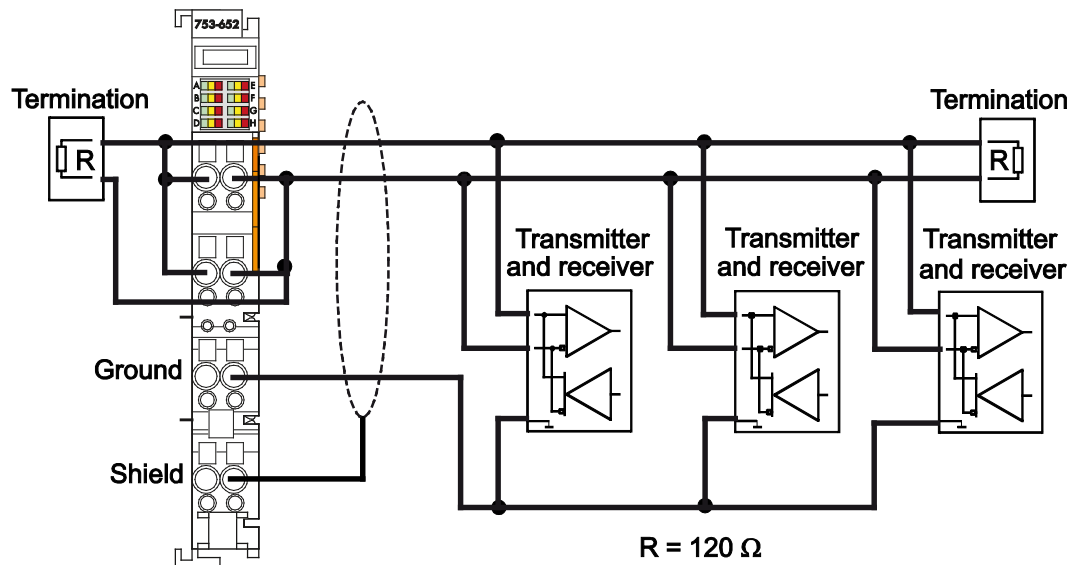 753-652
A E
B F
C G
D H
Termination
R
Termination
R
Transmitter
and receiver
Transmitter
and receiver
Transmitter
and receiver
Ground
Shield
R = 120 Ω